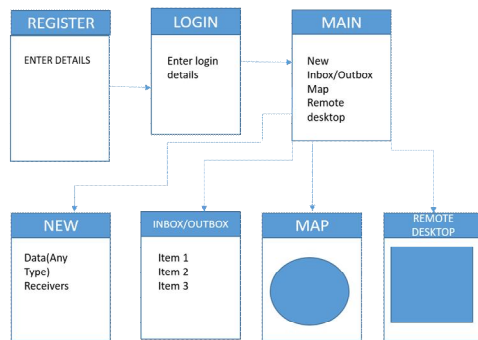 REGISTER
ENTER DETAILS
LOGIN
Enter login
details
MAIN
New
Inbox/Outbox
Map
Remote
desktop
NEW
Data(Any
Type)
Receivers
INBOX/OUTBOX
Item 1
Item 2
Item 3
MAP
REMOTE
DESKTOP